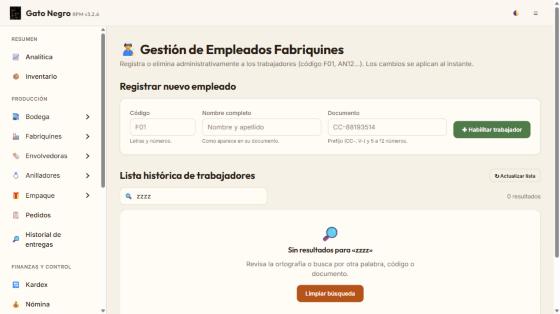 Gato Negro RPM v3.2.6
RESUMEN
Analítica
Inventario
PRODUCCIÓN
Bodega
Fabriquines
Envolvedoras
Anilladores
Empaque
Pedidos
Historial de
entregas
FINANZAS Y CONTROL
Kardex
Nómina
Gestión de Empleados Fabriquines
Registra o elimina administrativamente a los trabajadores (código F01, AN12...). Los cambios se aplican al instante.
Registrar nuevo empleado
Código
Nombre completo
Documento
F01
Nombre y apellido
CC-88193514
+ Habilitar trabajador
Letras y números.
Como aparece en su documento.
Prefijo (CC-, V-) y 5 a 12 números.
Lista histórica de trabajadores
↻ Actualizar lista
zzzz
0 resultados
Sin resultados para «zzzz»
Revisa la ortografía o busca por otra palabra, código o
documento.
Limpiar búsqueda